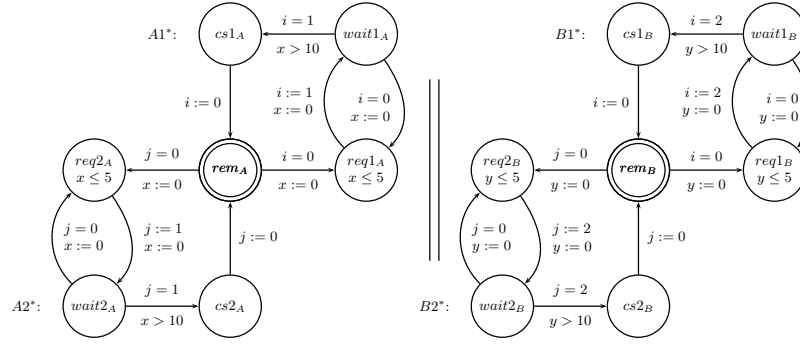 A1*:
cs1_A
i = 1
x > 10
wait1_A
i := 0
i := 1
x := 0
i = 0
x := 0
req2_A
x ≤ 5
j = 0
x := 0
rem_A
i = 0
x := 0
req1_A
x ≤ 5
j = 0
x := 0
j := 1
x := 0
j := 0
A2*:
wait2_A
j = 1
x > 10
cs2_A
B1*:
cs1_B
i = 2
y > 10
wait1_B
i := 0
i := 2
y := 0
i = 0
y := 0
req2_B
y ≤ 5
j = 0
y := 0
rem_B
i = 0
y := 0
req1_B
y ≤ 5
j = 0
y := 0
j := 2
y := 0
j := 0
B2*:
wait2_B
j = 2
y > 10
cs2_B